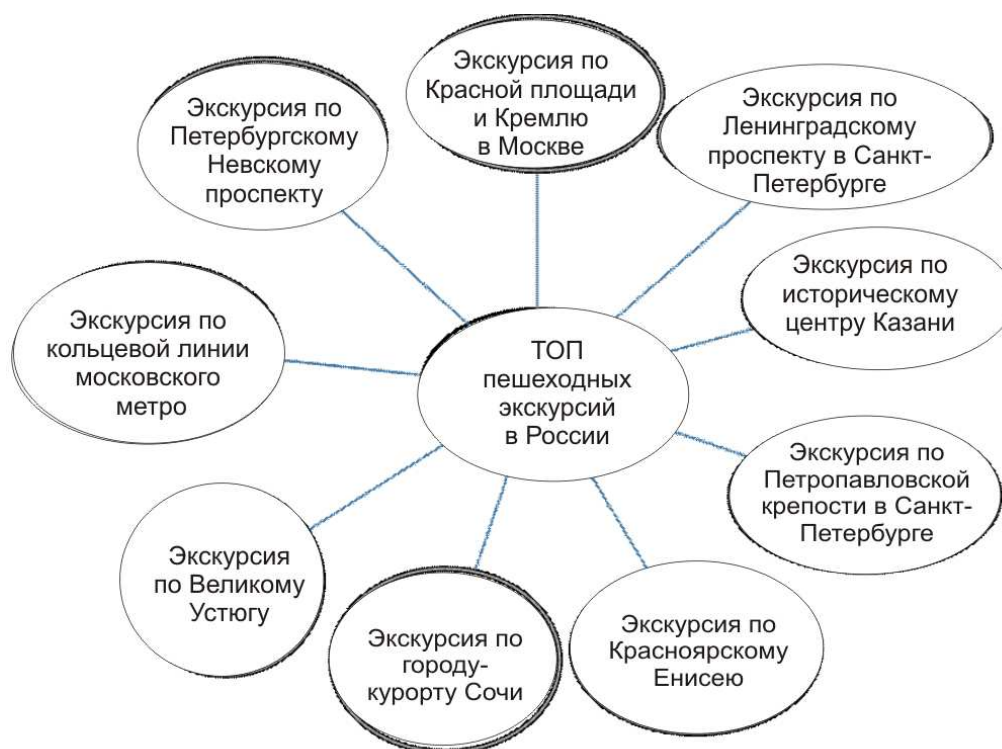 Экскурсия по
Красной площади
и Кремлю
в Москве
Экскурсия по
Петербургскому
Невскому
проспекту
Экскурсия по
Ленинградскому
проспекту в Санкт-
Петербурге
Экскурсия по
историческому
центру Казани
Экскурсия по
кольцевой линии
московского
метро
ТОП
пешеходных
экскурсий
в России
Экскурсия по
Петропавловской
крепости в Санкт-
Петербурге
Экскурсия
по Великому
Устюгу
Экскурсия по
городу-
курорту Сочи
Экскурсия по
Красноярскому
Енисею